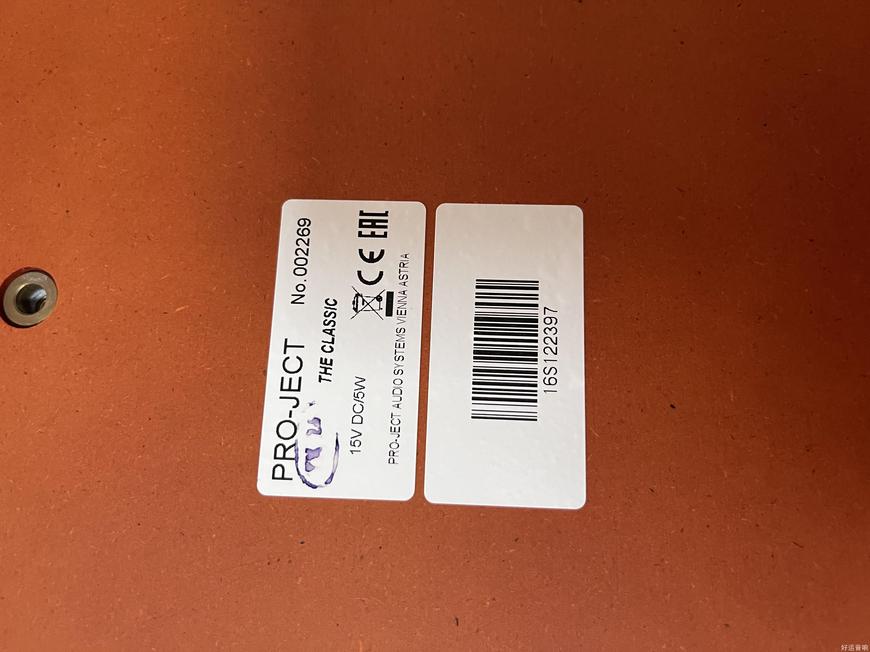 PRO-JECT No.002269
THE CLASSIC
15V DC/5W CE EAC
PRO-JECT AUDIO SYSTEMS VIENNA ASTRIA
16S122397
好运音响